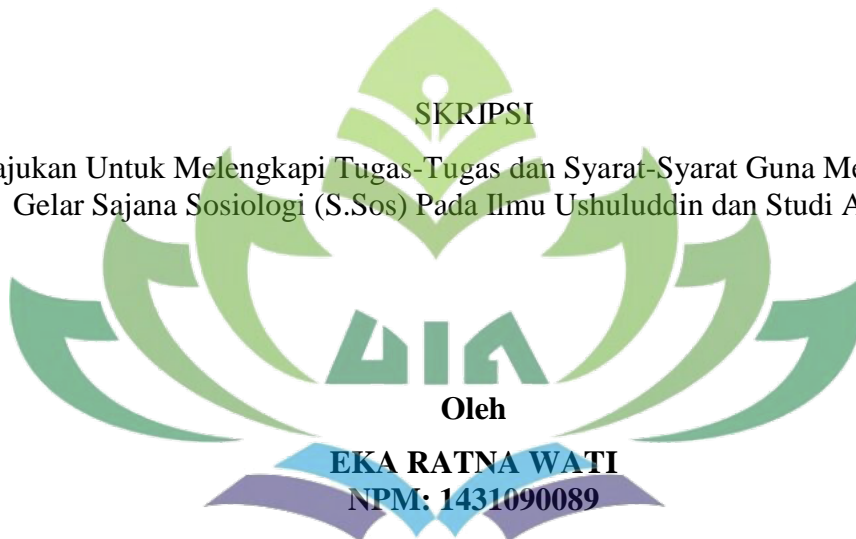 SKRIPSI
ajukan Untuk Melengkapi Tugas-Tugas dan Syarat-Syarat Guna Me
Gelar Sajana Sosiologi (S.Sos) Pada Ilmu Ushuluddin dan Studi A
UIN
Oleh
EKA RATNA WATI
NPM: 1431090089